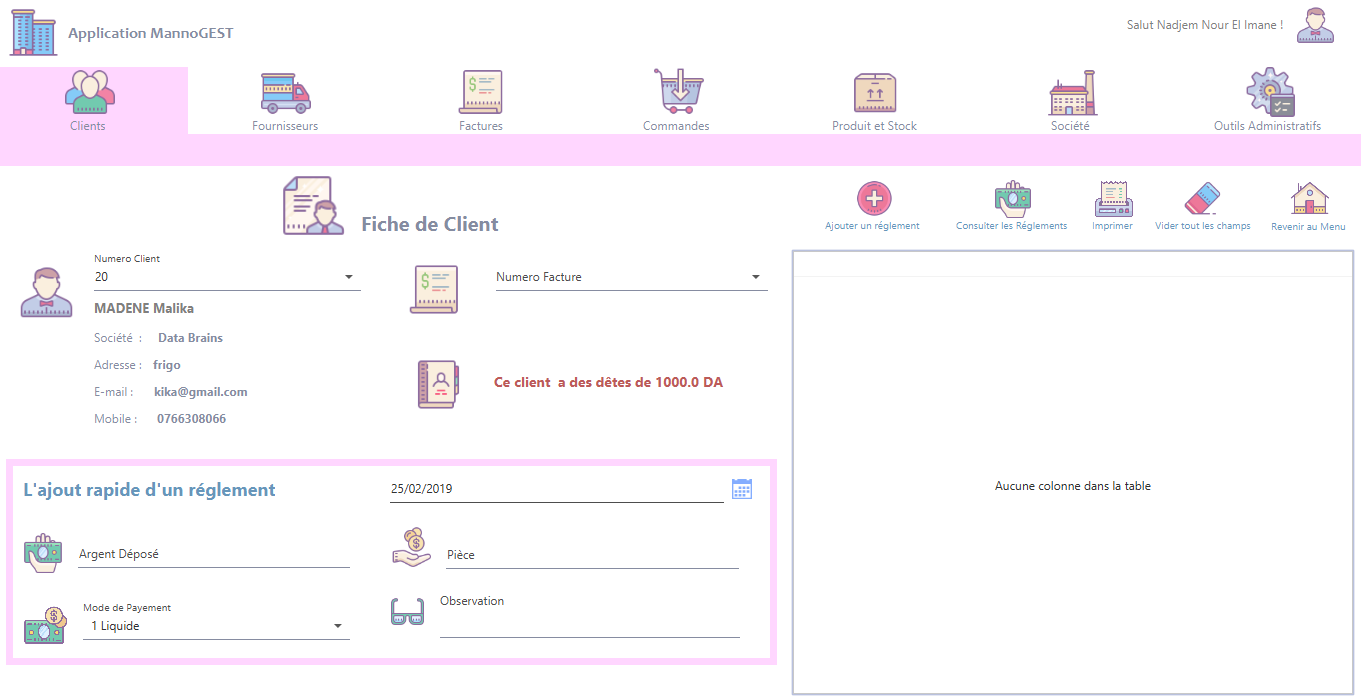 Application MannoGEST
Salut Nadjem Nour El Imane !
Clients
Fournisseurs
Factures
Commandes
Produit et Stock
Société
Outils Administratifs
Fiche de Client
Ajouter un réglement
Consulter les Réglements
Imprimer
Vider tout les champs
Revenir au Menu
Numero Client
20
Numero Facture
MADENE Malika
Société : Data Brains
Adresse : frigo
E-mail : kika@gmail.com
Mobile : 0766308066
Ce client a des dêtes de 1000.0 DA
L'ajout rapide d'un réglement
25/02/2019
Argent Déposé
Pièce
Mode de Payement
1 Liquide
Observation
Aucune colonne dans la table